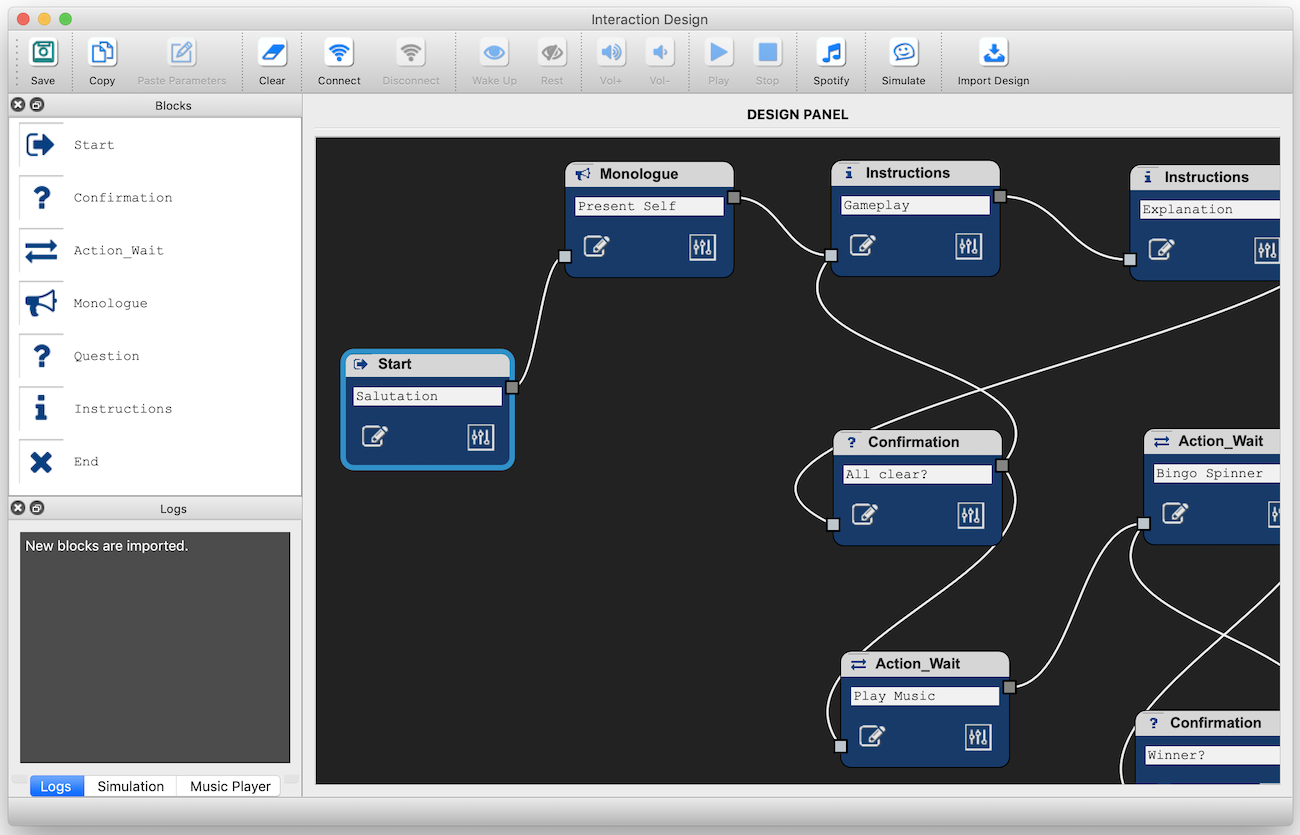 Interaction Design
Save Copy Paste Parameters Clear Connect Disconnect Wake Up Rest Vol+ Vol- Play Stop Spotify Simulate Import Design
Blocks
Start
Confirmation
Action_Wait
Monologue
Question
Instructions
End
Logs
New blocks are imported.
Logs Simulation Music Player
DESIGN PANEL
Monologue
Present Self
Instructions
Gameplay
Instructions
Explanation
Start
Salutation
Confirmation
All clear?
Action_Wait
Bingo Spinner
Action_Wait
Play Music
Confirmation
Winner?